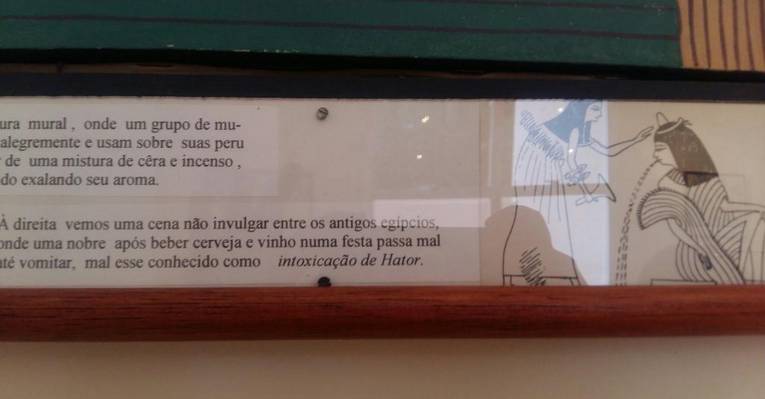 ura mural , onde um grupo de mu-
alegremente e usam sobre suas peru
de uma mistura de cêra e incenso ,
do exalando seu aroma.
À direita vemos uma cena não invulgar entre os antigos egípcios,
onde uma nobre após beber cerveja e vinho numa festa passa mal
até vomitar, mal esse conhecido como intoxicação de Hator.